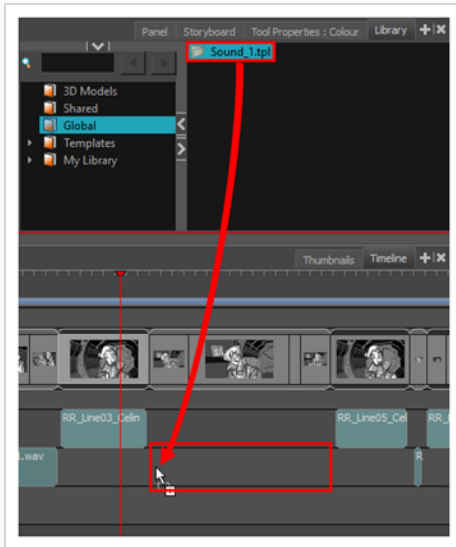 Panel Storyboard Tool Properties : Colour Library
Sound_1.tpl
3D Models
Shared
Global
Templates
My Library
Thumbnails Timeline
RR_Line03_Celin RR_Line05_Cel RR_
.wav R